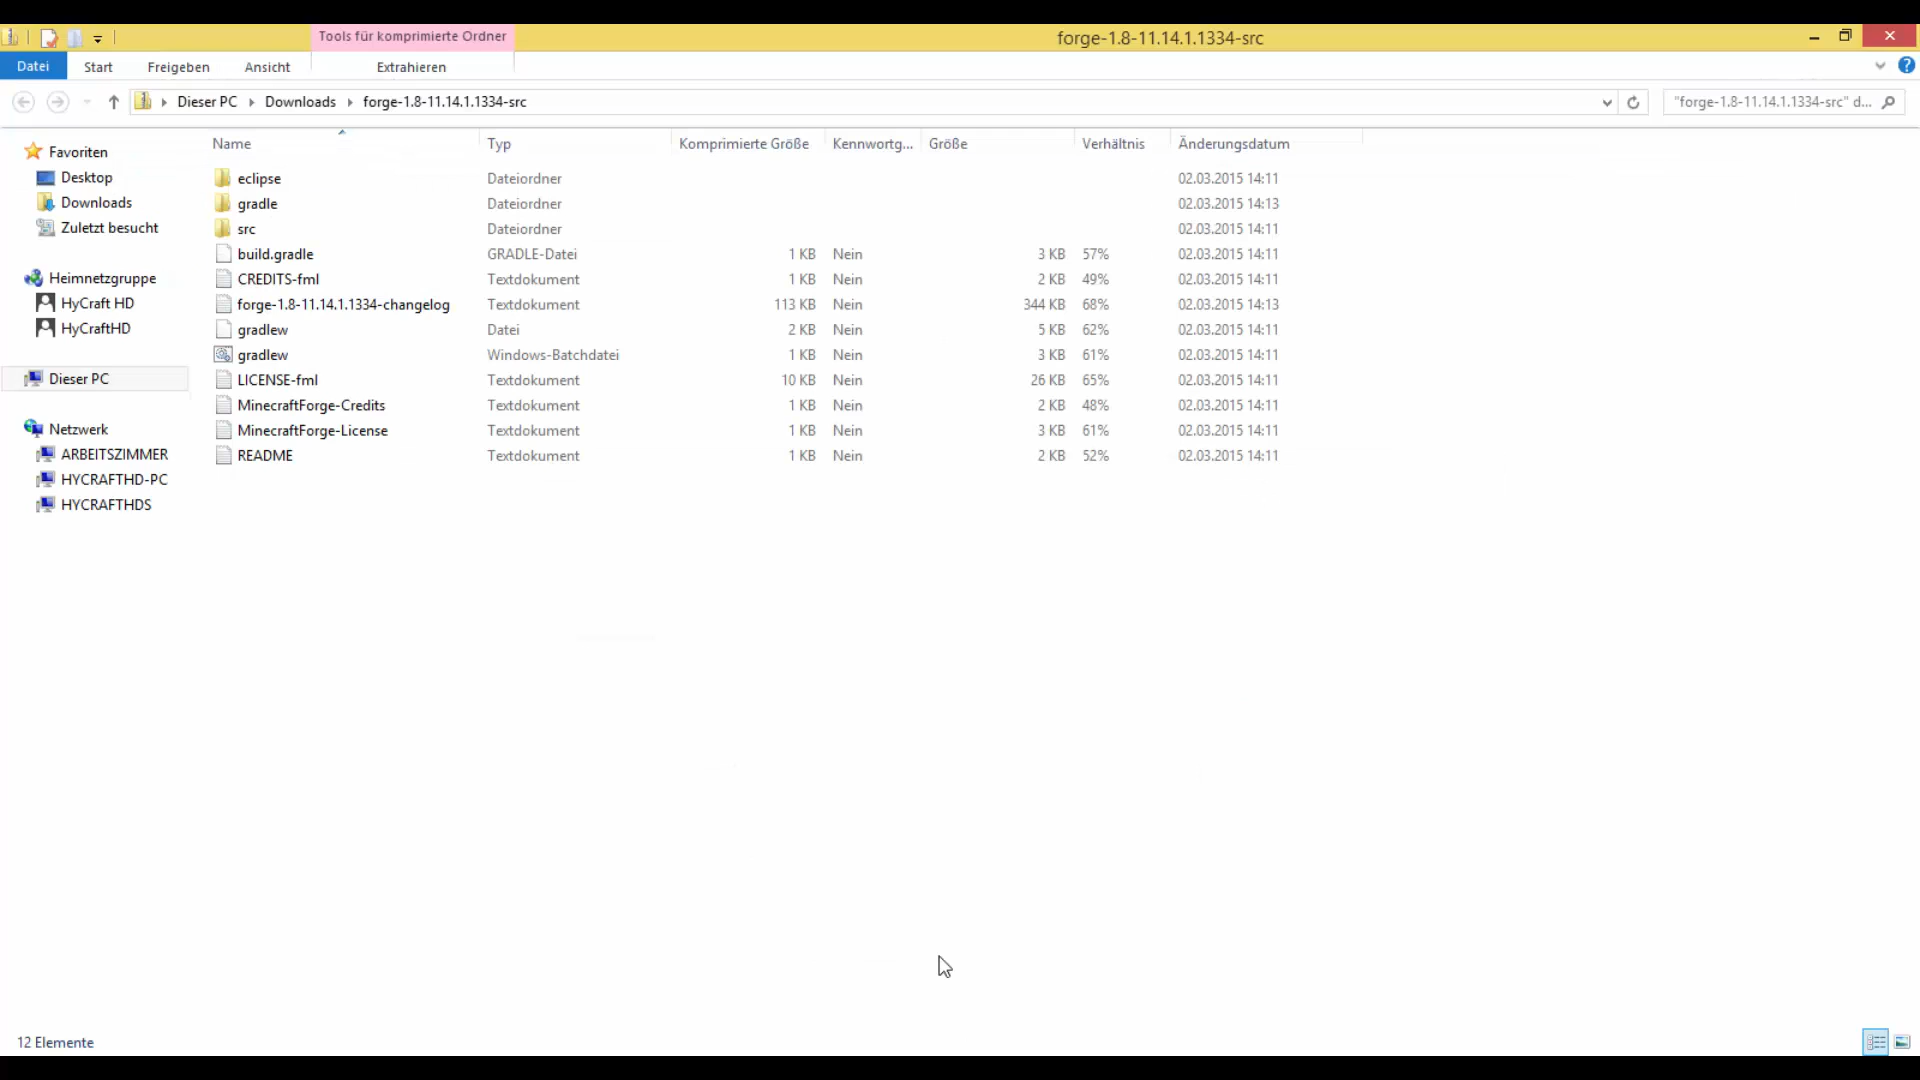 Tools für komprimierte Ordner
forge-1.8-11.14.1.1334-src
Datei Start Freigeben Ansicht Extrahieren
Dieser PC Downloads forge-1.8-11.14.1.1334-src
"forge-1.8-11.14.1.1334-src" d...
Name Typ Komprimierte Größe Kennwortg... Größe Verhältnis Änderungsdatum
Favoriten
Desktop
Downloads
Zuletzt besucht
Heimnetzgruppe
HyCraft HD
HyCraftHD
Dieser PC
Netzwerk
ARBEITSZIMMER
HYCRAFTHD-PC
HYCRAFTHDS
eclipse Dateiordner 02.03.2015 14:11
gradle Dateiordner 02.03.2015 14:13
src Dateiordner 02.03.2015 14:11
build.gradle GRADLE-Datei 1 KB Nein 3 KB 57% 02.03.2015 14:11
CREDITS-fml Textdokument 1 KB Nein 2 KB 49% 02.03.2015 14:11
forge-1.8-11.14.1.1334-changelog Textdokument 113 KB Nein 344 KB 68% 02.03.2015 14:13
gradlew Datei 2 KB Nein 5 KB 62% 02.03.2015 14:11
gradlew Windows-Batchdatei 1 KB Nein 3 KB 61% 02.03.2015 14:11
LICENSE-fml Textdokument 10 KB Nein 26 KB 65% 02.03.2015 14:11
MinecraftForge-Credits Textdokument 1 KB Nein 2 KB 48% 02.03.2015 14:11
MinecraftForge-License Textdokument 1 KB Nein 3 KB 61% 02.03.2015 14:11
README Textdokument 1 KB Nein 2 KB 52% 02.03.2015 14:11
12 Elemente